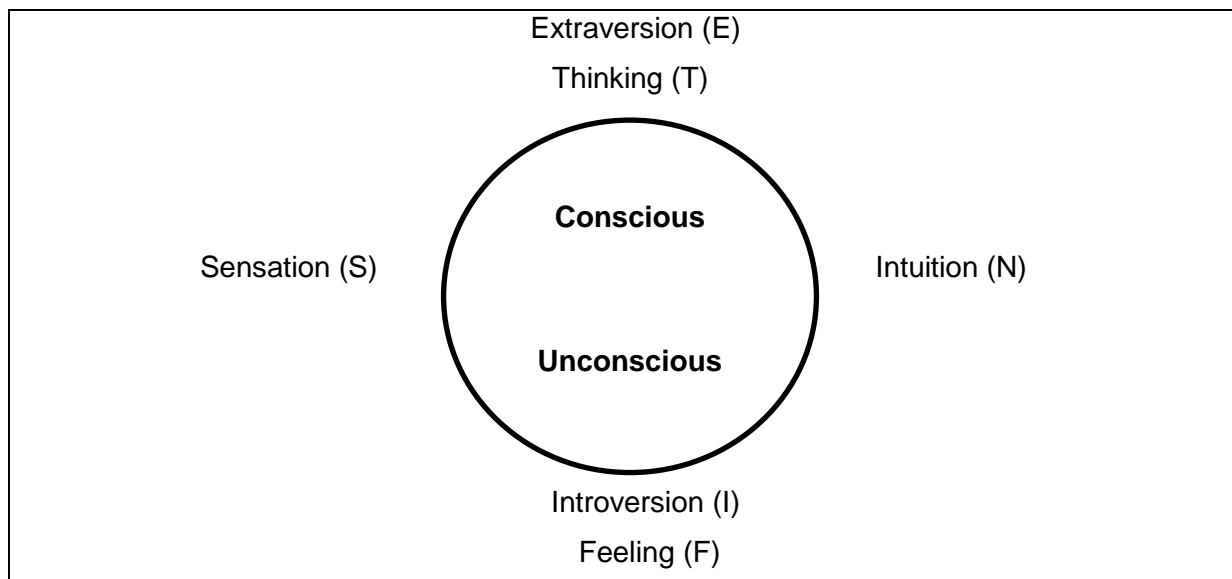 Extraversion (E)
Thinking (T)
Conscious
Sensation (S)
Intuition (N)
Unconscious
Introversion (I)
Feeling (F)